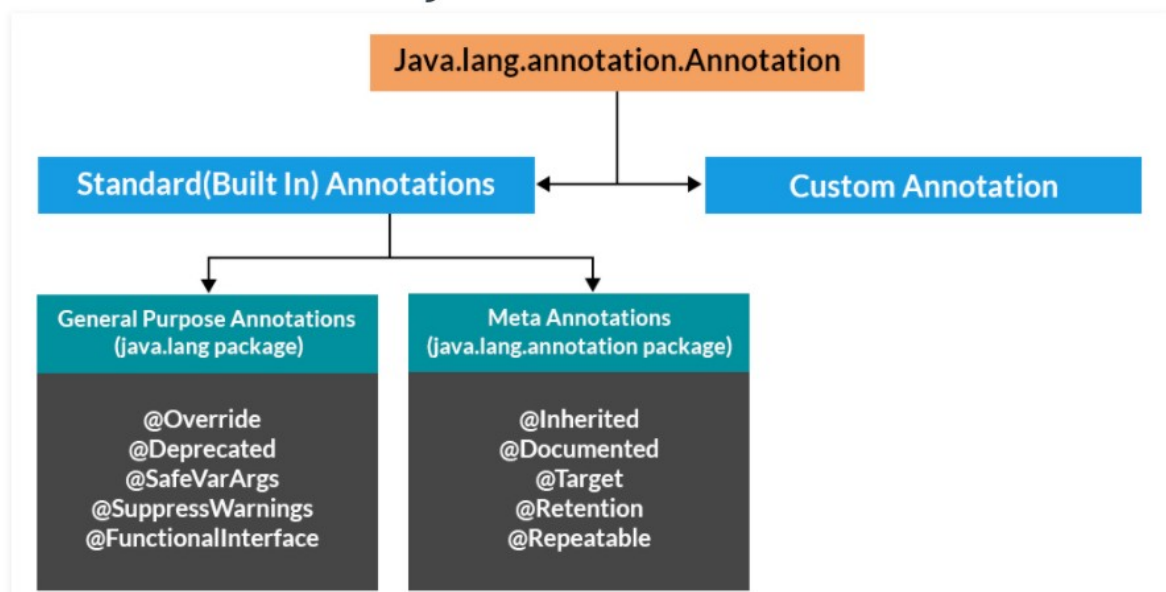 Java.lang.annotation.Annotation
Standard(Built In) Annotations
Custom Annotation
General Purpose Annotations
(java.lang package)
Meta Annotations
(java.lang.annotation package)
@Override
@Deprecated
@SafeVarArgs
@SuppressWarnings
@FunctionalInterface
@Inherited
@Documented
@Target
@Retention
@Repeatable